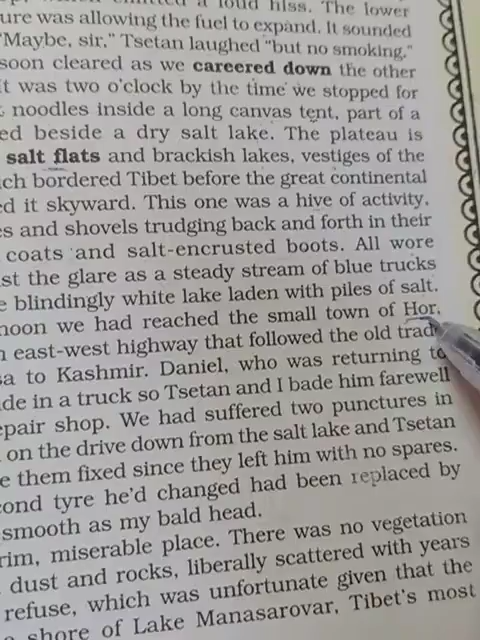 a loud hiss. The lower
ure was allowing the fuel to expand. It sounded
"Maybe, sir," Tsetan laughed "but no smoking."
soon cleared as we careered down the other
It was two o'clock by the time we stopped for
noodles inside a long canvas tent, part of a
ed beside a dry salt lake. The plateau is
salt flats and brackish lakes, vestiges of the
ch bordered Tibet before the great continental
ed it skyward. This one was a hive of activity,
s and shovels trudging back and forth in their
coats and salt-encrusted boots. All wore
st the glare as a steady stream of blue trucks
e blindingly white lake laden with piles of salt.
noon we had reached the small town of Hor,
east-west highway that followed the old trad
sa to Kashmir. Daniel, who was returning to
de in a truck so Tsetan and I bade him farewell
epair shop. We had suffered two punctures in
on the drive down from the salt lake and Tsetan
e them fixed since they left him with no spares.
ond tyre he'd changed had been replaced by
smooth as my bald head.
rim, miserable place. There was no vegetation
dust and rocks, liberally scattered with years
refuse, which was unfortunate given that the
shore of Lake Manasarovar, Tibet's most